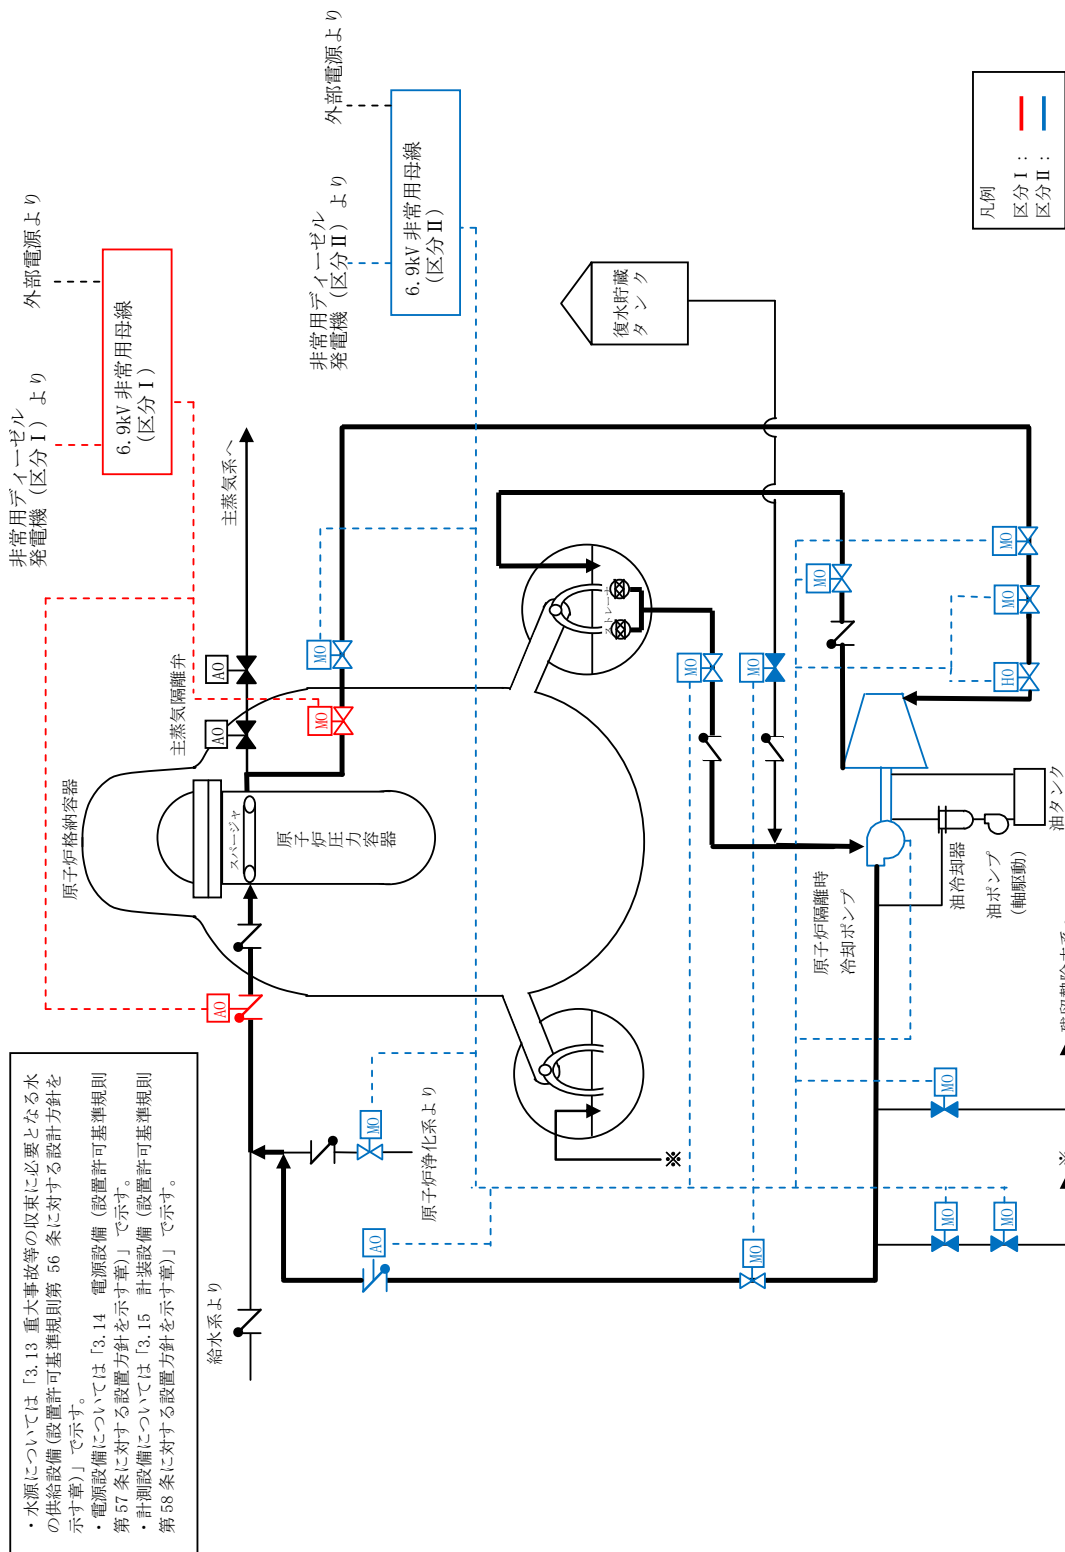 ・水源については「3.13 重大事故等の収束に必要となる水
の供給設備(設置許可基準規則第 56 条に対する設計方針を
示す章)」で示す。
・電源設備については「3.14 電源設備（設置許可基準規則
第57条に対する設置方針を示す章)」で示す。
・計測設備については「3.15 計装設備（設置許可基準規則
第58条に対する設置方針を示す章)」で示す。
非常用ディーゼル
発電機（区分Ⅰ）より
外部電源より
6.9kV 非常用母線
(区分Ⅰ)
非常用ディーゼル
発電機（区分Ⅱ）より
外部電源より
6.9kV 非常用母線
(区分Ⅱ)
原子炉格納容器
主蒸気隔離弁
主蒸気系へ
AO
AO
MO
MO
スパージャ
原子炉
圧力容器
AO
給水系より
MO
原子炉浄化系より
AO
※
ストレーナ
復水貯蔵
タンク
MO
MO
MO
MO
MO
HO
原子炉隔離時
冷却ポンプ
油冷却器
油ポンプ
(軸駆動)
油タンク
MO
MO
MO
MO
※
凡例
区分Ⅰ：
区分Ⅱ：